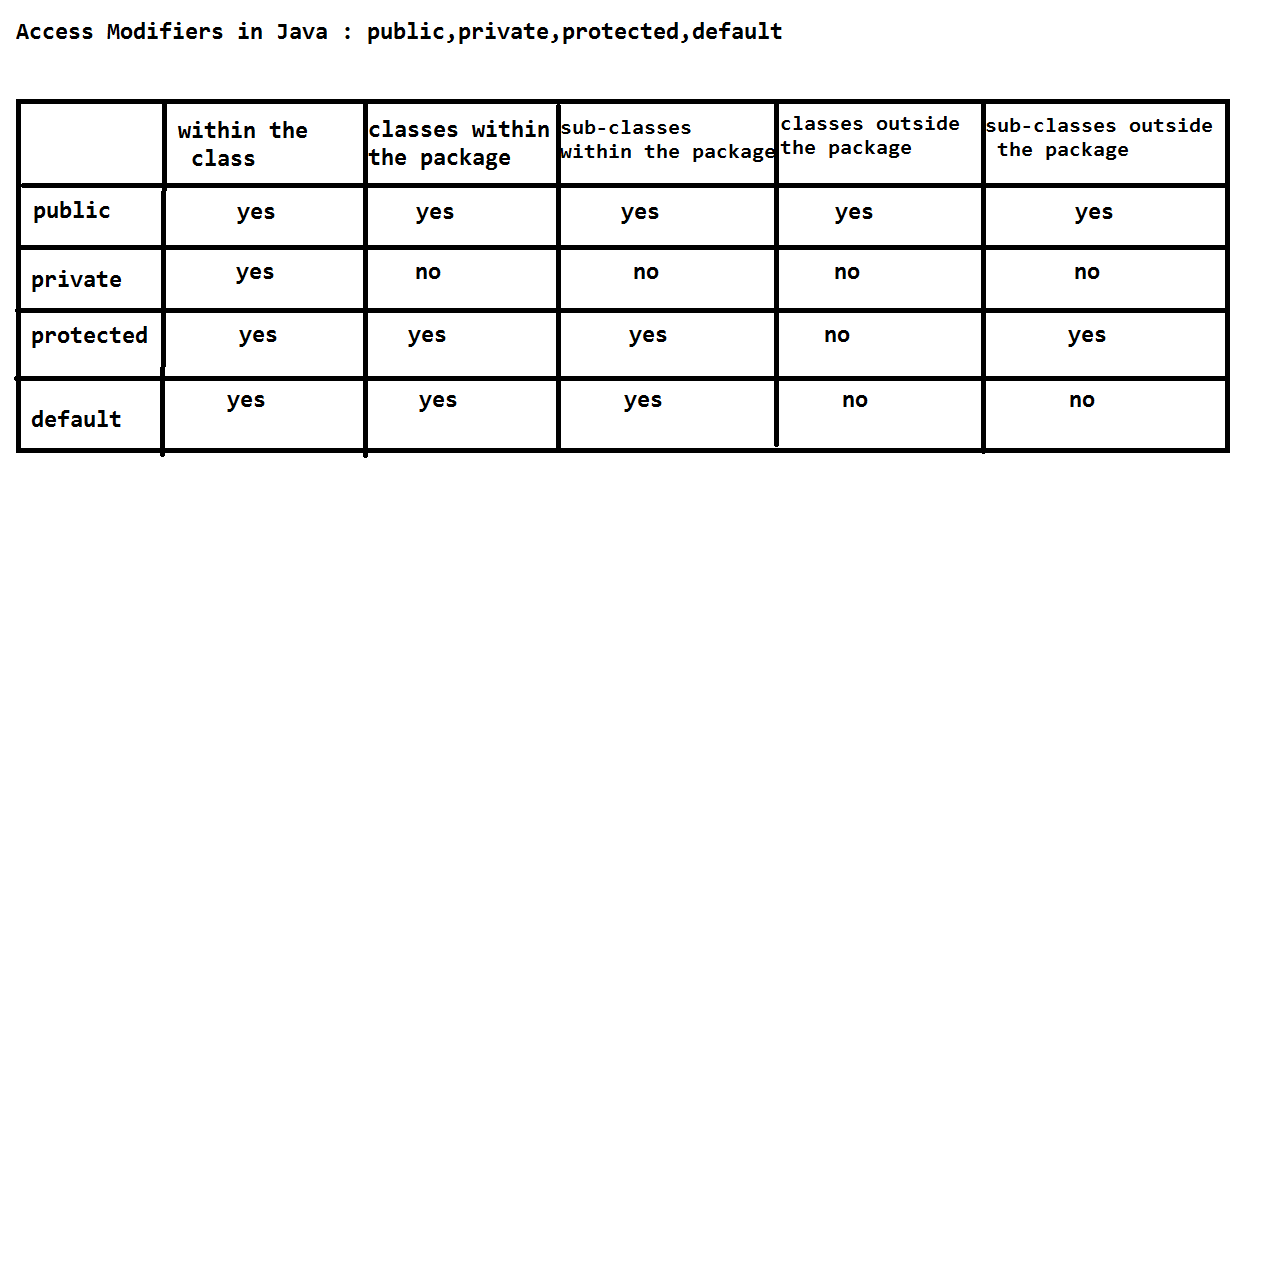 Access Modifiers in Java : public,private,protected,default
within the class classes within the package sub-classes within the package classes outside the package sub-classes outside the package
public yes yes yes yes yes
private yes no no no no
protected yes yes yes no yes
default yes yes yes no no